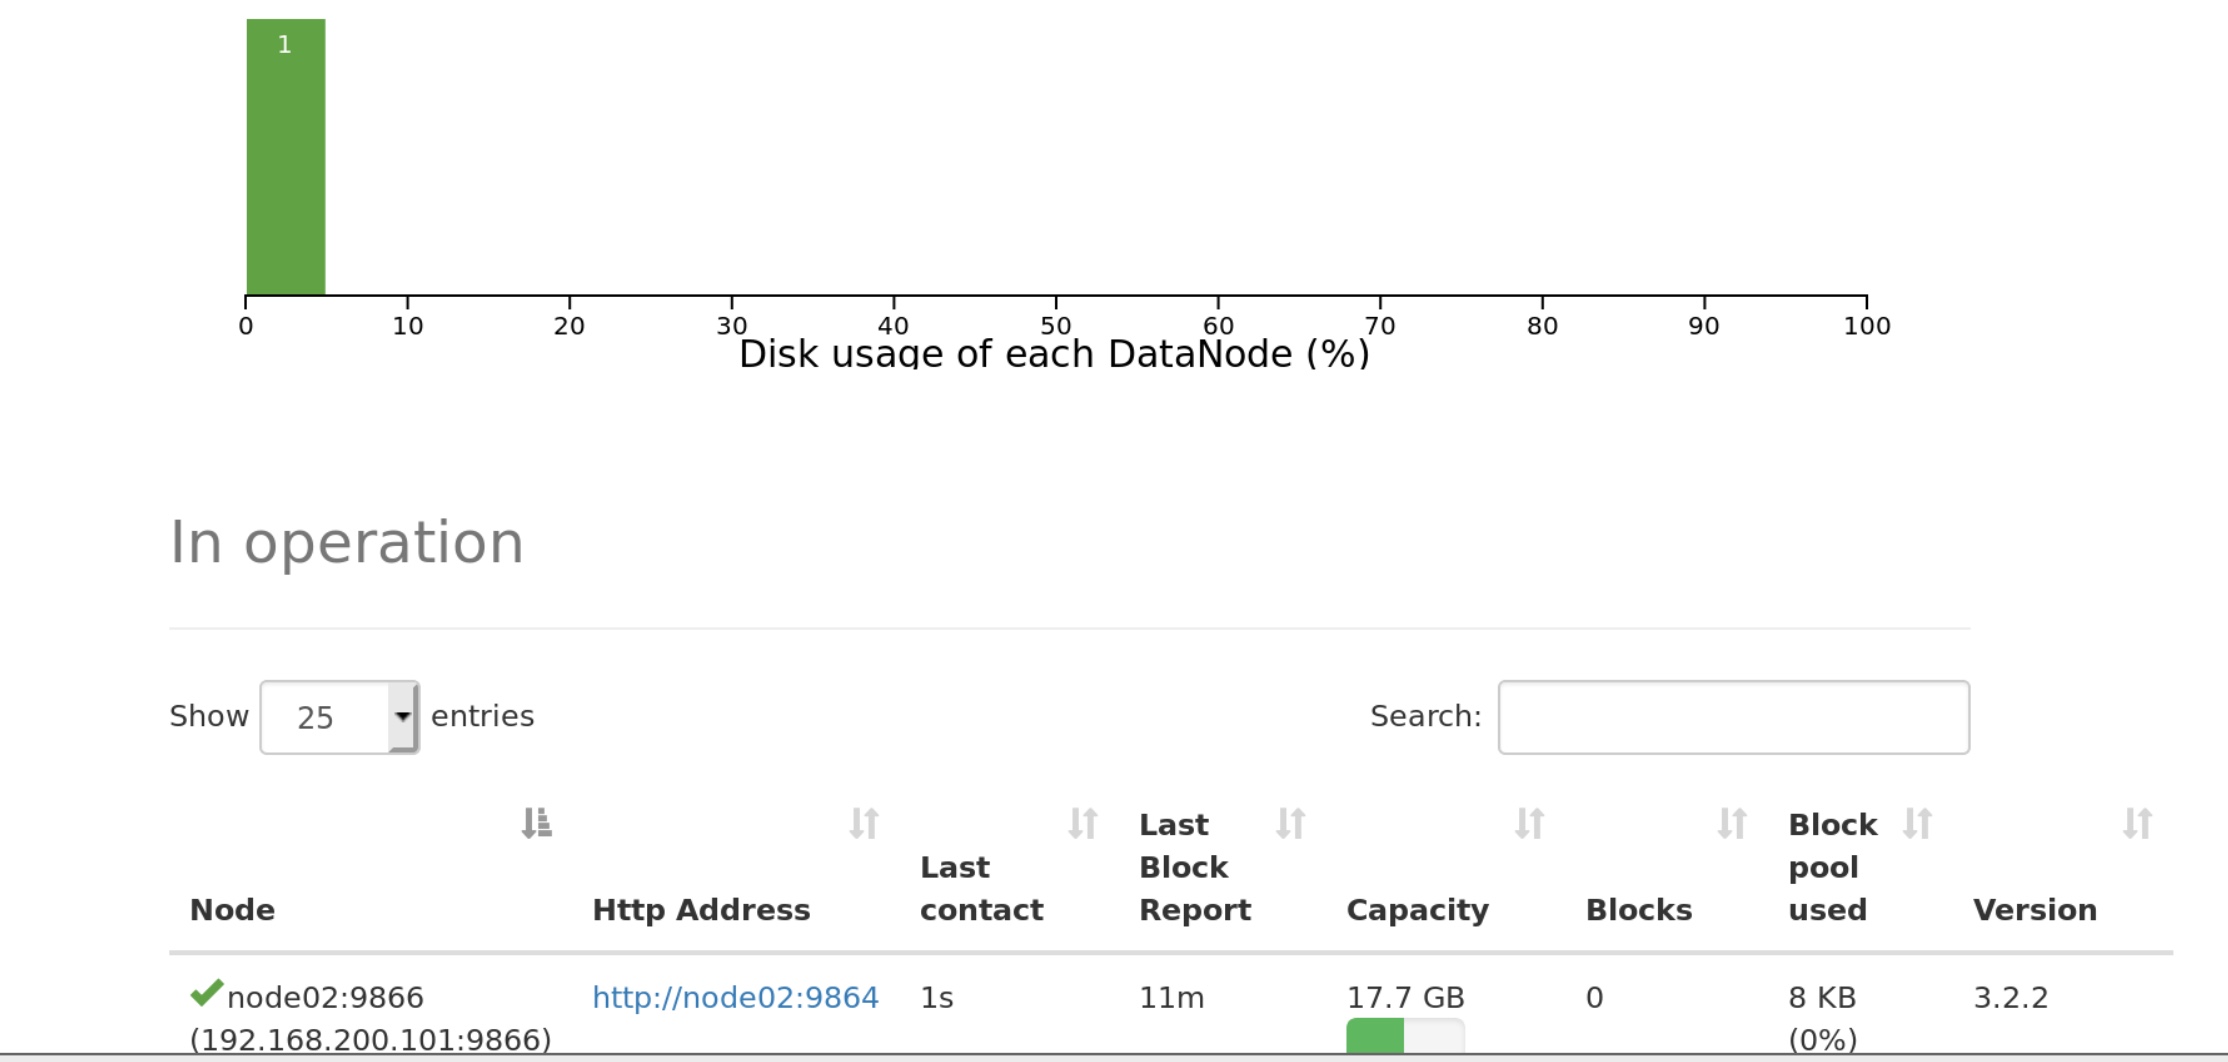 1
0 10 20 30 40 50 60 70 80 90 100
Disk usage of each DataNode (%)
In operation
Show 25 entries
Search:
Node Http Address Last contact Last Block Report Capacity Blocks Block pool used Version
node02:9866 http://node02:9864 1s 11m 17.7 GB 0 8 KB 3.2.2
(192.168.200.101:9866) (0%)